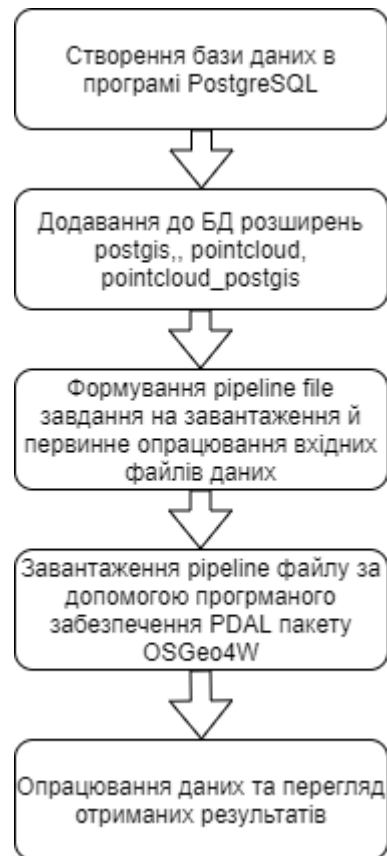 Створення бази даних в
програмі PostgreSQL
Додавання до БД розширень
postgis,, pointcloud,
pointcloud_postgis
Формування pipeline file
завдання на завантаження й
первинне опрацювання вхідних
файлів даних
Завантаження pipeline файлу за
допомогою прогрманого
забезпечення PDAL пакету
OSGeo4W
Опрацювання даних та перегляд
отриманих результатів